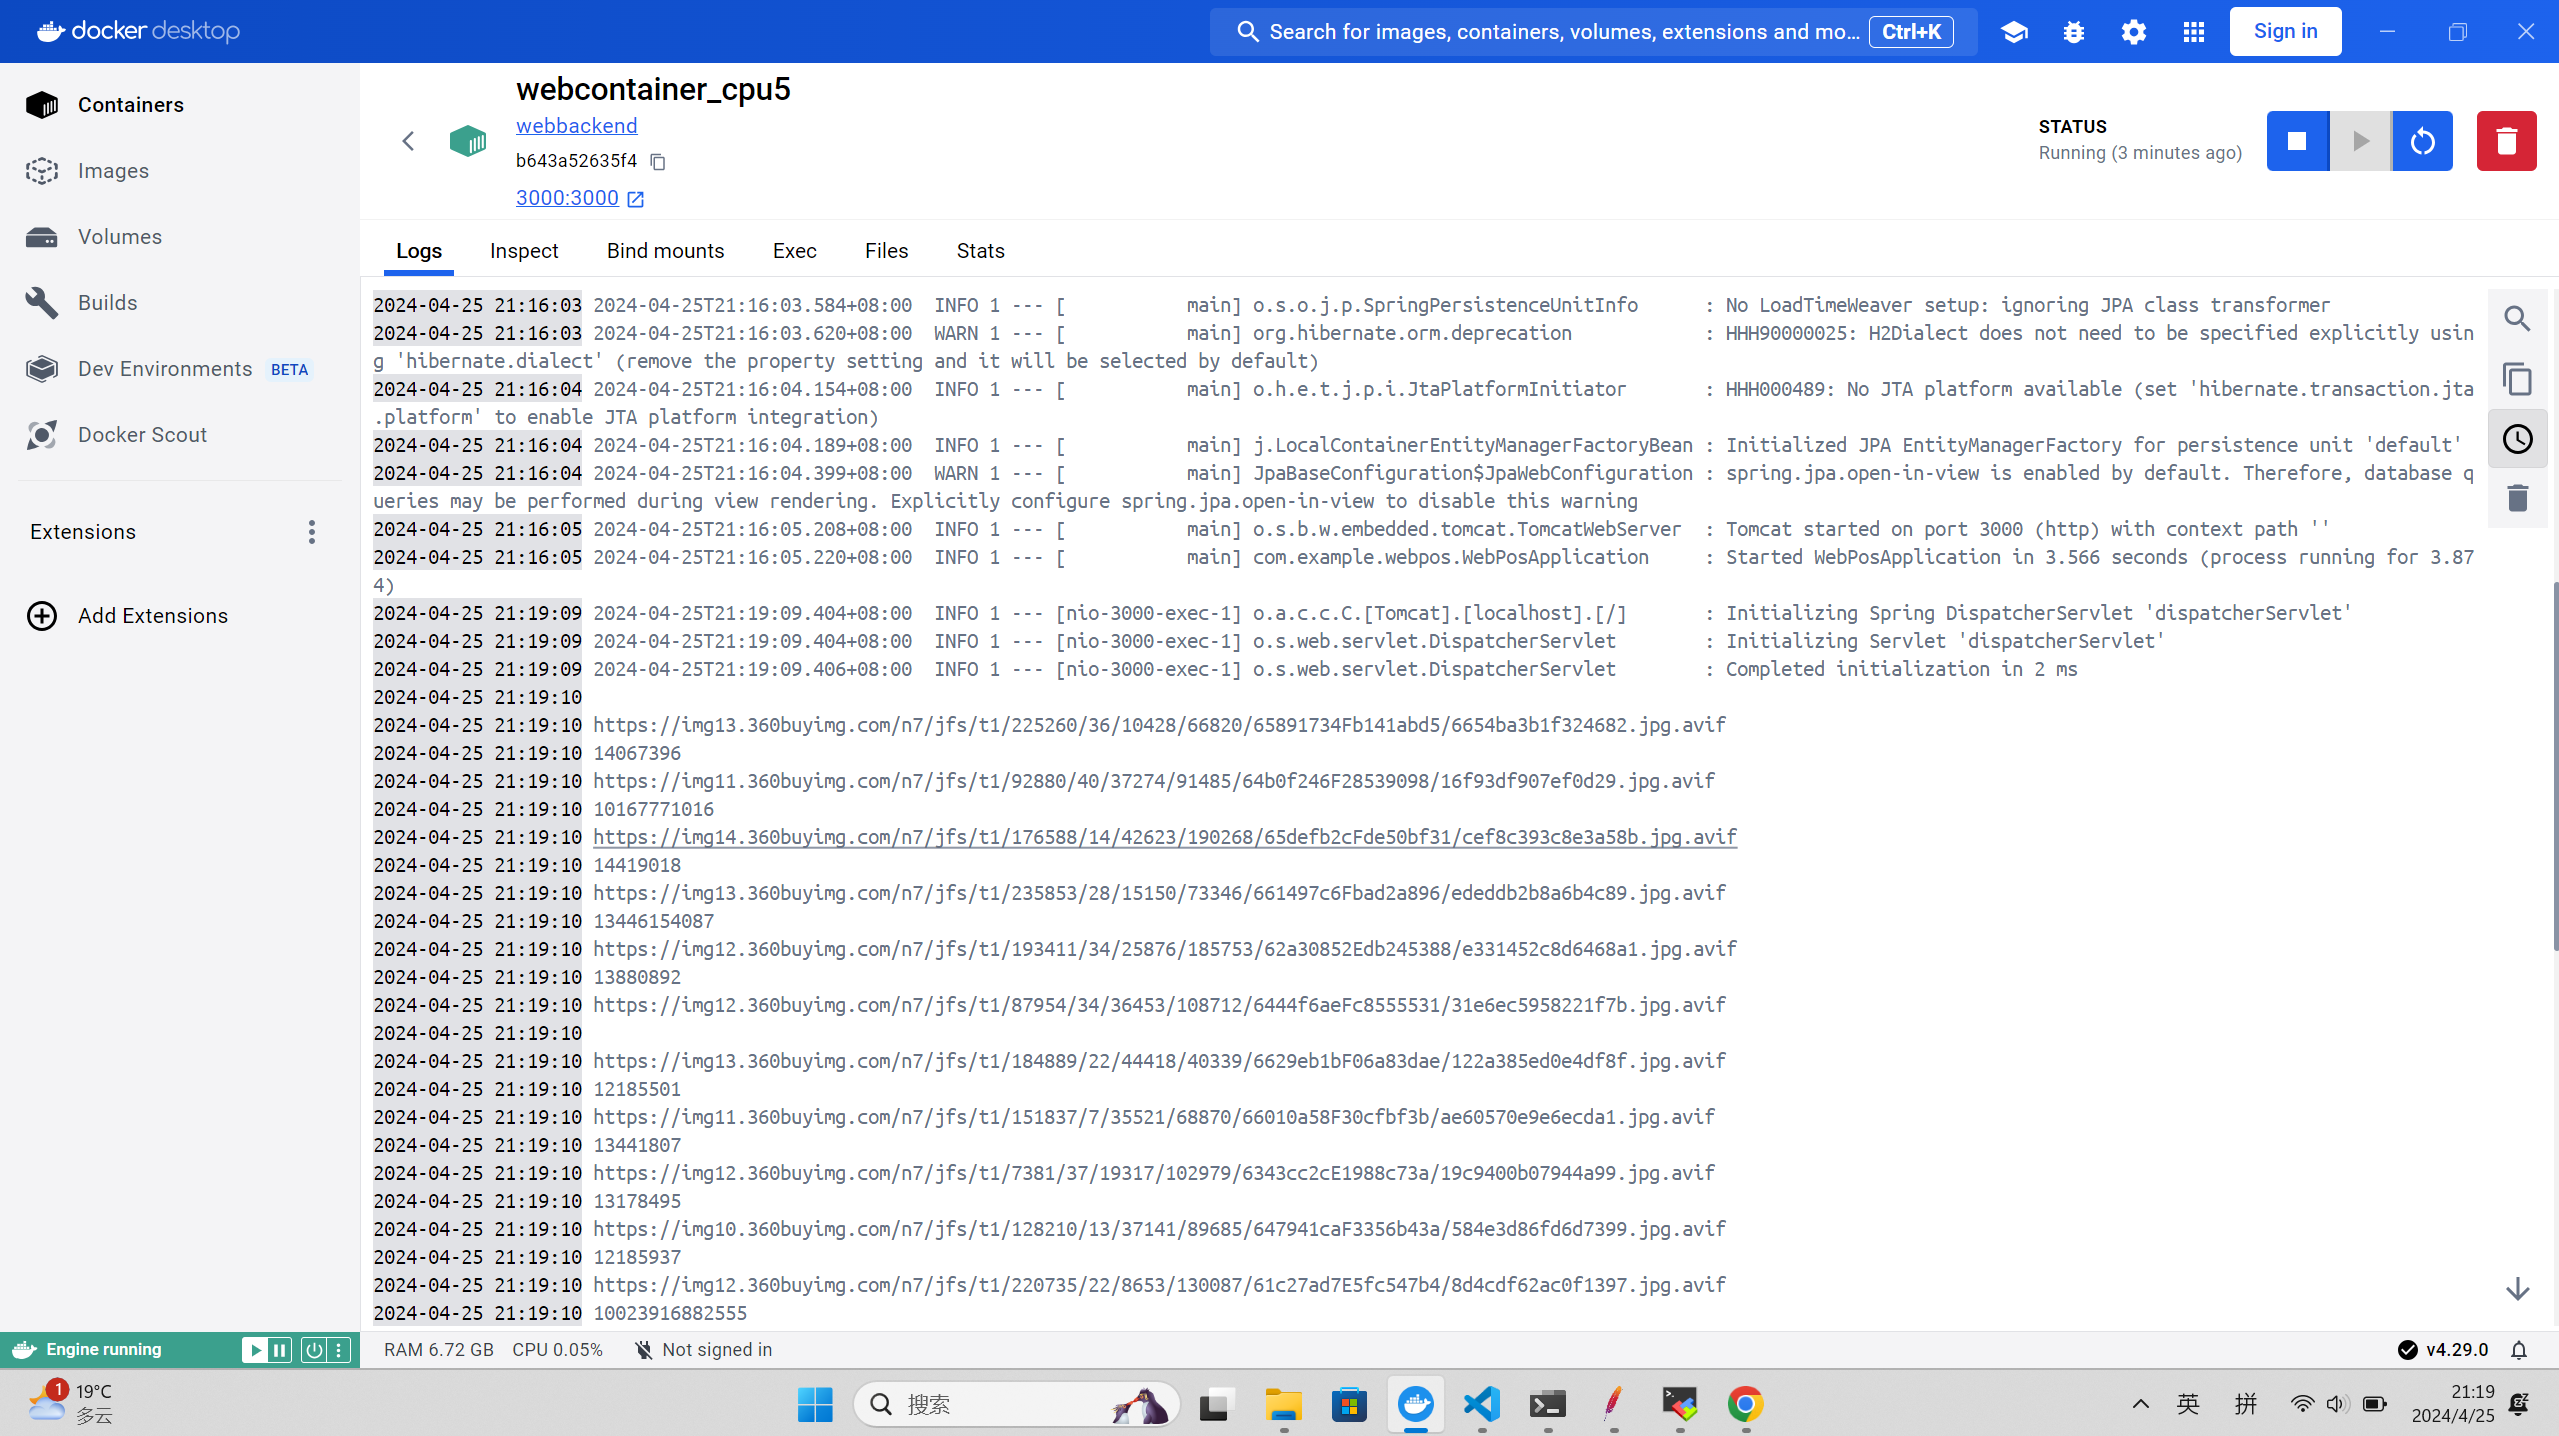 docker desktop
Search for images, containers, volumes, extensions and mo... Ctrl+K
Sign in
Containers
Images
Volumes
Builds
Dev Environments BETA
Docker Scout
Extensions
Add Extensions
webcontainer_cpu5
webbackend
b643a52635f4
3000:3000
STATUS
Running (3 minutes ago)
Logs Inspect Bind mounts Exec Files Stats
2024-04-25 21:16:03 2024-04-25T21:16:03.584+08:00  INFO 1 --- [           main] o.s.o.j.p.SpringPersistenceUnitInfo      : No LoadTimeWeaver setup: ignoring JPA class transformer
2024-04-25 21:16:03 2024-04-25T21:16:03.620+08:00  WARN 1 --- [           main] org.hibernate.orm.deprecation            : HHH90000025: H2Dialect does not need to be specified explicitly usin
g 'hibernate.dialect' (remove the property setting and it will be selected by default)
2024-04-25 21:16:04 2024-04-25T21:16:04.154+08:00  INFO 1 --- [           main] o.h.e.t.j.p.i.JtaPlatformInitiator       : HHH000489: No JTA platform available (set 'hibernate.transaction.jta
.platform' to enable JTA platform integration)
2024-04-25 21:16:04 2024-04-25T21:16:04.189+08:00  INFO 1 --- [           main] j.LocalContainerEntityManagerFactoryBean : Initialized JPA EntityManagerFactory for persistence unit 'default'
2024-04-25 21:16:04 2024-04-25T21:16:04.399+08:00  WARN 1 --- [           main] JpaBaseConfiguration$JpaWebConfiguration : spring.jpa.open-in-view is enabled by default. Therefore, database q
ueries may be performed during view rendering. Explicitly configure spring.jpa.open-in-view to disable this warning
2024-04-25 21:16:05 2024-04-25T21:16:05.208+08:00  INFO 1 --- [           main] o.s.b.w.embedded.tomcat.TomcatWebServer  : Tomcat started on port 3000 (http) with context path ''
2024-04-25 21:16:05 2024-04-25T21:16:05.220+08:00  INFO 1 --- [           main] com.example.webpos.WebPosApplication     : Started WebPosApplication in 3.566 seconds (process running for 3.87
4)
2024-04-25 21:19:09 2024-04-25T21:19:09.404+08:00  INFO 1 --- [nio-3000-exec-1] o.a.c.c.C.[Tomcat].[localhost].[/]       : Initializing Spring DispatcherServlet 'dispatcherServlet'
2024-04-25 21:19:09 2024-04-25T21:19:09.404+08:00  INFO 1 --- [nio-3000-exec-1] o.s.web.servlet.DispatcherServlet        : Initializing Servlet 'dispatcherServlet'
2024-04-25 21:19:09 2024-04-25T21:19:09.406+08:00  INFO 1 --- [nio-3000-exec-1] o.s.web.servlet.DispatcherServlet        : Completed initialization in 2 ms
2024-04-25 21:19:10
2024-04-25 21:19:10 https://img13.360buyimg.com/n7/jfs/t1/225260/36/10428/66820/65891734Fb141abd5/6654ba3b1f324682.jpg.avif
2024-04-25 21:19:10 14067396
2024-04-25 21:19:10 https://img11.360buyimg.com/n7/jfs/t1/92880/40/37274/91485/64b0f246F28539098/16f93df907ef0d29.jpg.avif
2024-04-25 21:19:10 10167771016
2024-04-25 21:19:10 https://img14.360buyimg.com/n7/jfs/t1/176588/14/42623/190268/65defb2cFde50bf31/cef8c393c8e3a58b.jpg.avif
2024-04-25 21:19:10 14419018
2024-04-25 21:19:10 https://img13.360buyimg.com/n7/jfs/t1/235853/28/15150/73346/661497c6Fbad2a896/ededdb2b8a6b4c89.jpg.avif
2024-04-25 21:19:10 13446154087
2024-04-25 21:19:10 https://img12.360buyimg.com/n7/jfs/t1/193411/34/25876/185753/62a30852Edb245388/e331452c8d6468a1.jpg.avif
2024-04-25 21:19:10 13880892
2024-04-25 21:19:10 https://img12.360buyimg.com/n7/jfs/t1/87954/34/36453/108712/6444f6aeFc8555531/31e6ec5958221f7b.jpg.avif
2024-04-25 21:19:10
2024-04-25 21:19:10 https://img13.360buyimg.com/n7/jfs/t1/184889/22/44418/40339/6629eb1bF06a83dae/122a385ed0e4df8f.jpg.avif
2024-04-25 21:19:10 12185501
2024-04-25 21:19:10 https://img11.360buyimg.com/n7/jfs/t1/151837/7/35521/68870/66010a58F30cfbf3b/ae60570e9e6ecda1.jpg.avif
2024-04-25 21:19:10 13441807
2024-04-25 21:19:10 https://img12.360buyimg.com/n7/jfs/t1/7381/37/19317/102979/6343cc2cE1988c73a/19c9400b07944a99.jpg.avif
2024-04-25 21:19:10 13178495
2024-04-25 21:19:10 https://img10.360buyimg.com/n7/jfs/t1/128210/13/37141/89685/647941caF3356b43a/584e3d86fd6d7399.jpg.avif
2024-04-25 21:19:10 12185937
2024-04-25 21:19:10 https://img12.360buyimg.com/n7/jfs/t1/220735/22/8653/130087/61c27ad7E5fc547b4/8d4cdf62ac0f1397.jpg.avif
2024-04-25 21:19:10 10023916882555
Engine running
RAM 6.72 GB CPU 0.05% Not signed in
v4.29.0
1
19°C
多云
搜索
英 拼
21:19
2024/4/25